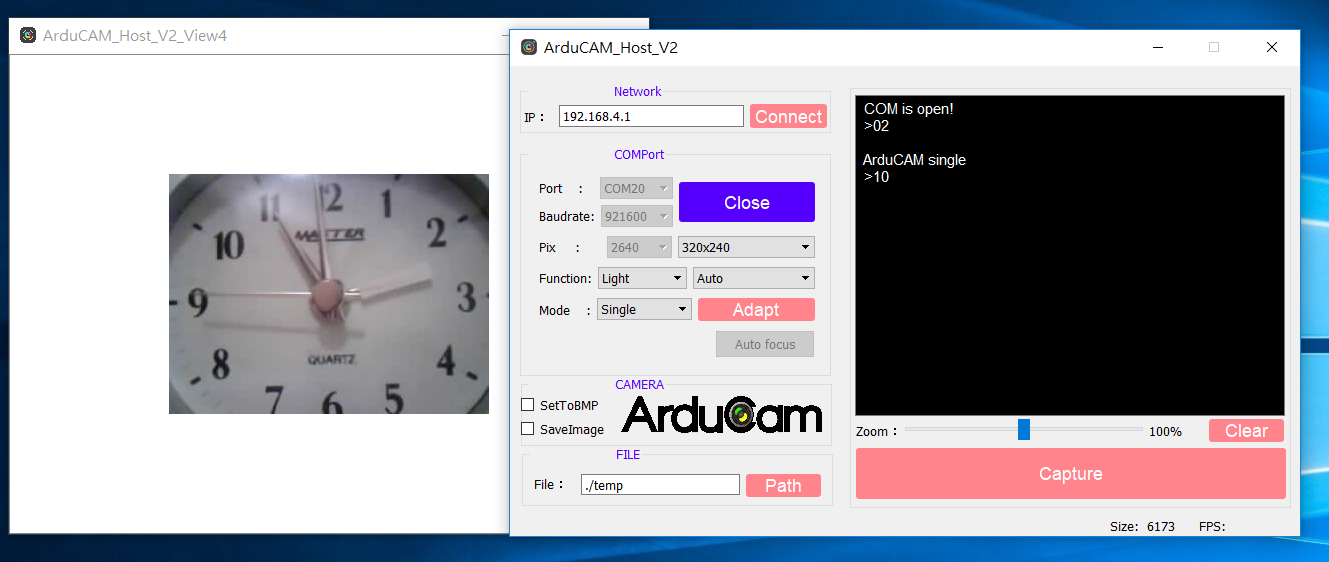 ArduCAM_Host_V2_View4
11 12 1
10 2
MASTER
9 3
QUARTZ
8 4
7 6 5
ArduCAM_Host_V2
Network
IP : 192.168.4.1 Connect
COMPort
Port : COM20
Close
Baudrate: 921600
Pix : 2640 320x240
Function: Light Auto
Mode : Single Adapt
Auto focus
CAMERA
SetToBMP
SaveImage
ArduCam
FILE
File : ./temp Path
COM is open!
>02
ArduCAM single
>10
Zoom : 100% Clear
Capture
Size: 6173 FPS: